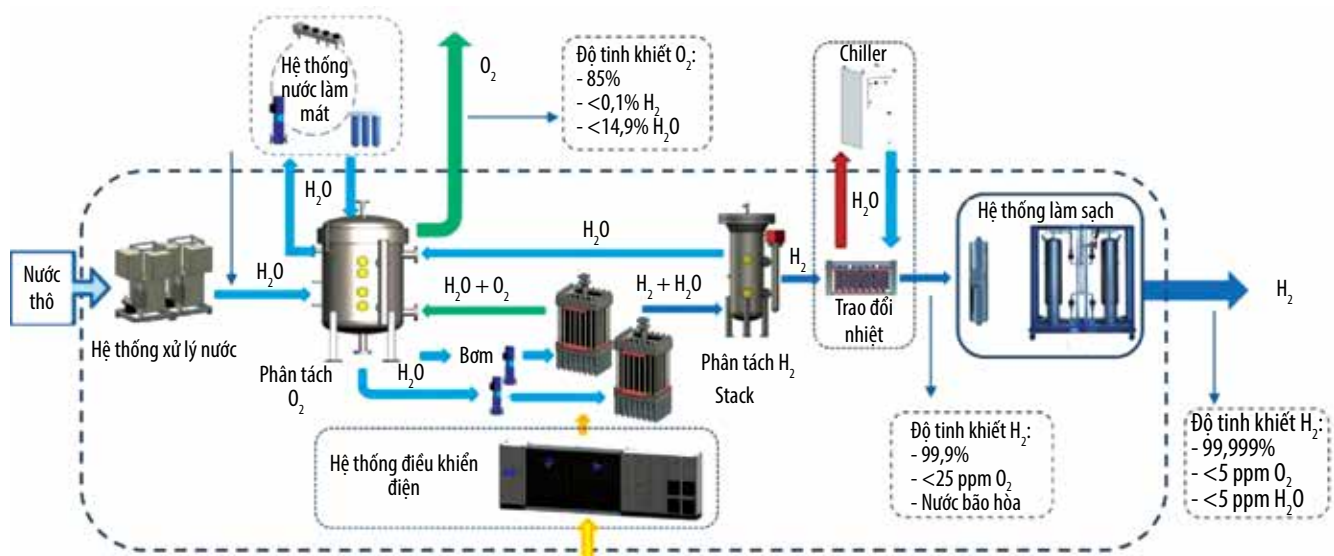 Hệ thống
nước làm
mát
O₂
Độ tinh khiết O₂:
- 85%
- <0,1% H₂
- <14,9% H₂O
Chiller
H₂O
H₂O
H₂O
Hệ thống làm sạch
Nước
thô
H₂O
H₂O
H₂O + O₂
H₂ + H₂O
H₂
Trao đổi
nhiệt
H₂
Hệ thống xử lý nước
Phân tách
O₂
H₂O
Bơm
Phân tách H₂
Stack
Hệ thống điều khiển
điện
Độ tinh khiết H₂:
- 99,9%
- <25 ppm O₂
- Nước bão hòa
Độ tinh khiết H₂:
- 99,999%
- <5 ppm O₂
- <5 ppm H₂O